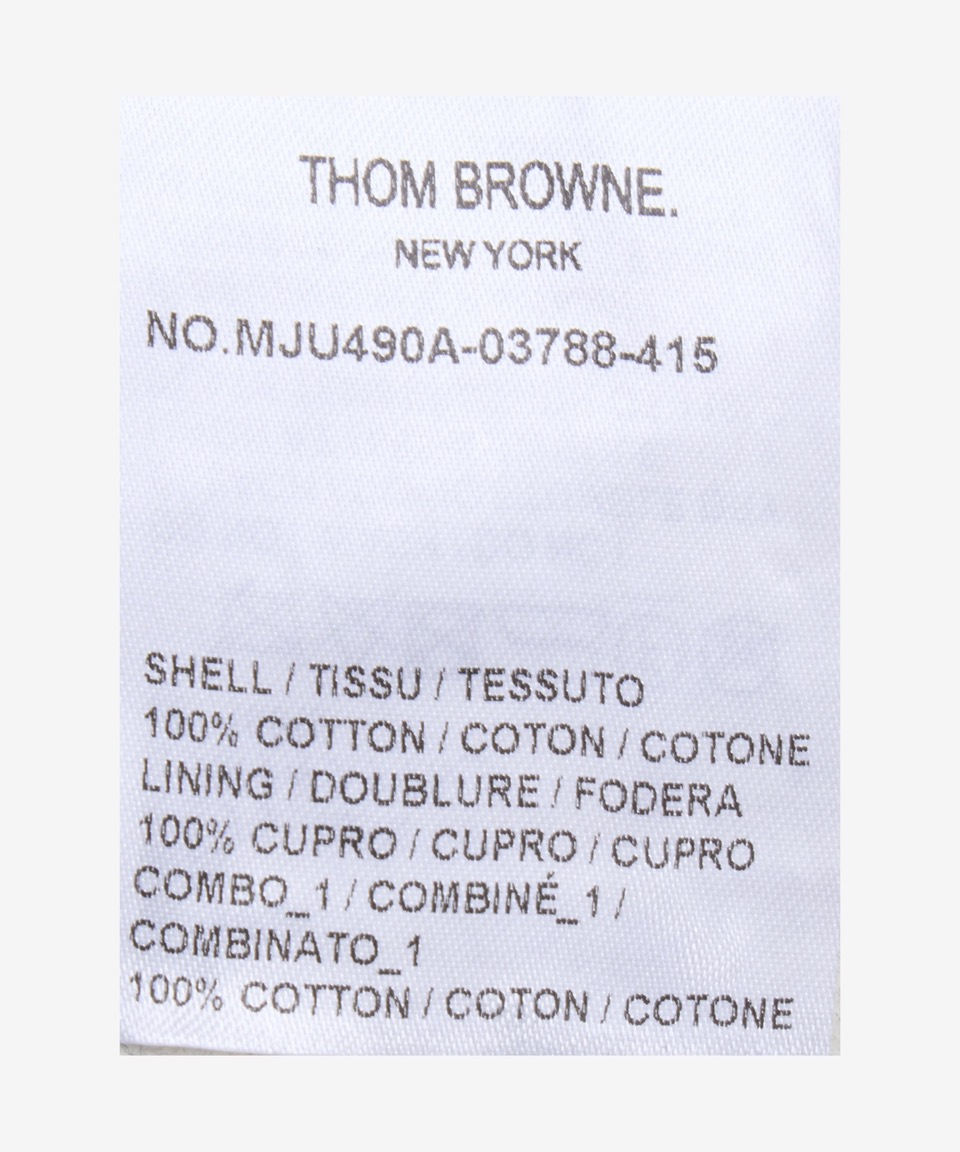 THOM BROWNE.
NEW YORK
NO.MJU490A-03788-415
SHELL / TISSU / TESSUTO
100% COTTON / COTON / COTONE
LINING / DOUBLURE / FODERA
100% CUPRO / CUPRO / CUPRO
COMBO_1 / COMBINÉ_1 /
COMBINATO_1
100% COTTON / COTON / COTONE